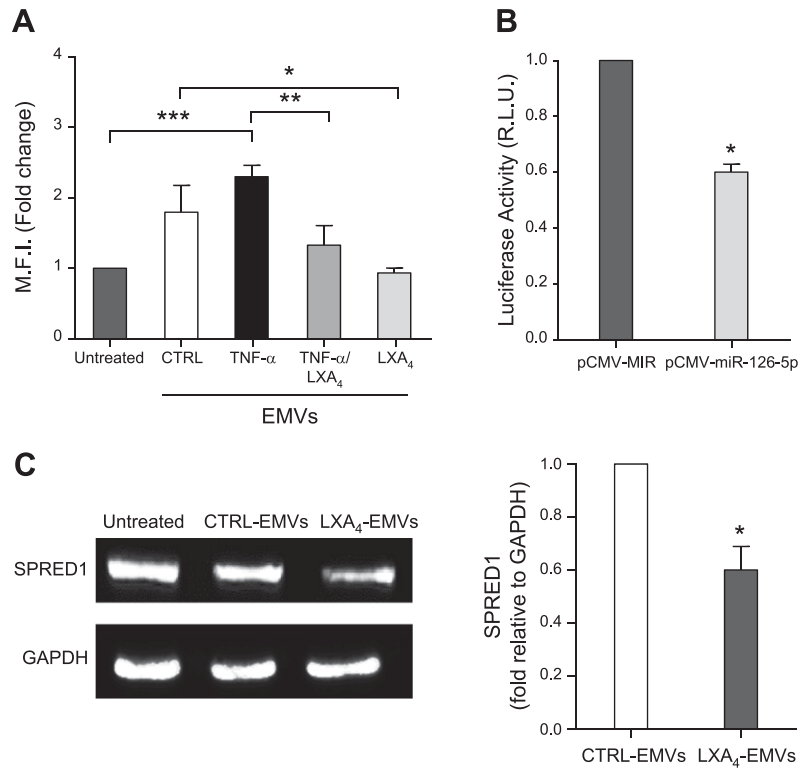 A
4
3
2
1
0
M.F.I. (Fold change)
***
*
**
Untreated
CTRL
TNF-α
TNF-α/
LXA₄
LXA₄
EMVs
B
1.0
0.8
0.6
0.4
0.2
0.0
Luciferase Activity (R.L.U.)
*
pCMV-MIR
pCMV-miR-126-5p
C
Untreated
CTRL-EMVs
LXA₄-EMVs
SPRED1
GAPDH
1.0
0.8
0.6
0.4
0.2
0.0
SPRED1
(fold relative to GAPDH)
*
CTRL-EMVs
LXA₄-EMVs